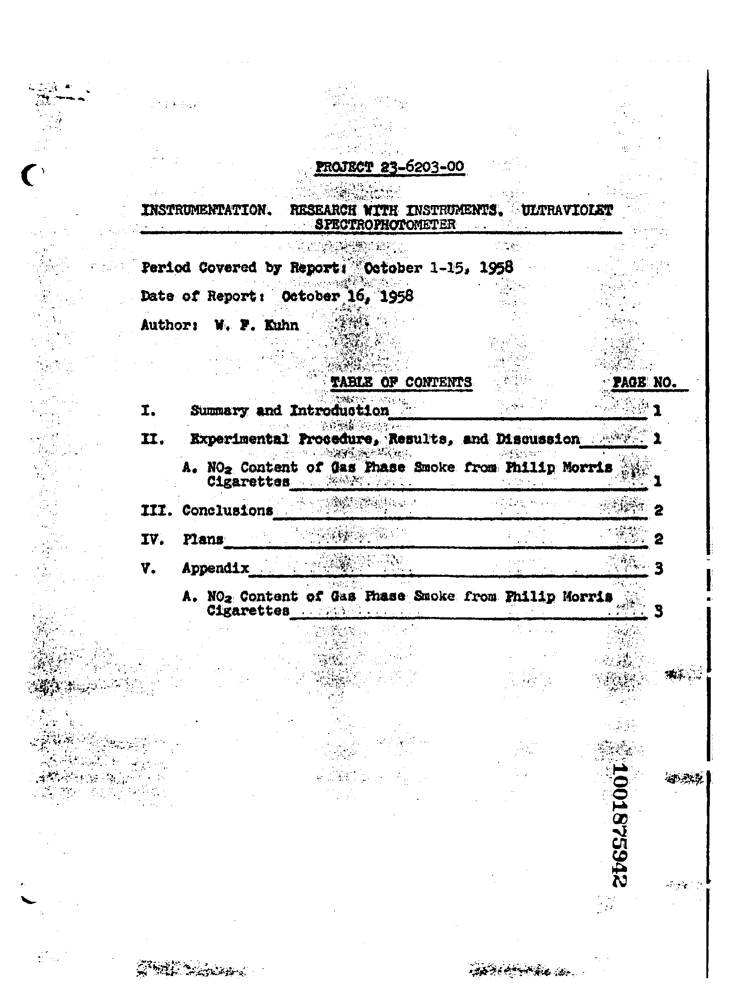 PROJECT 23-6203-00
INSTRUMENTATION. RESEARCH WITH INSTRUMENTS. ULTRAVIOLET
SPECTROPHOTOMETER
Period Covered by Report: October 1-15, 1958
Date of Report: October 16, 1958
Author: W. F. Kuhn
TABLE OF CONTENTS PAGE NO.
I. Summary and Introduction 1
II. Experimental Procedure, Results, and Discussion 1
A. NO₂ Content of Gas Phase Smoke from Philip Morris
Cigarettes 1
III. Conclusions 2
IV. Plans 2
V. Appendix 3
A. NO₂ Content of Gas Phase Smoke from Philip Morris
Cigarettes 3
1001875942